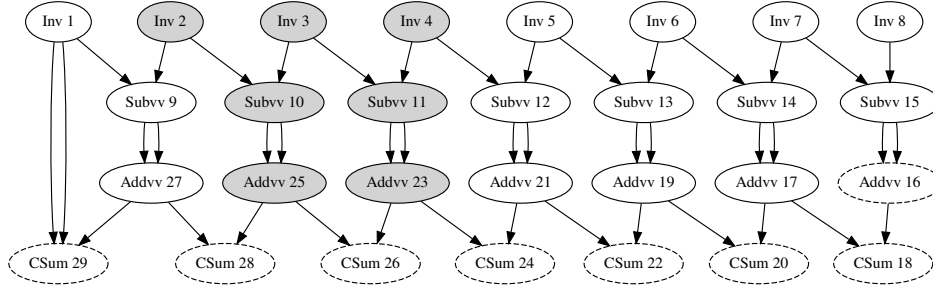 Inv 1 Inv 2 Inv 3 Inv 4 Inv 5 Inv 6 Inv 7 Inv 8
Subvv 9 Subvv 10 Subvv 11 Subvv 12 Subvv 13 Subvv 14 Subvv 15
Addvv 27 Addvv 25 Addvv 23 Addvv 21 Addvv 19 Addvv 17 Addvv 16
CSum 29 CSum 28 CSum 26 CSum 24 CSum 22 CSum 20 CSum 18